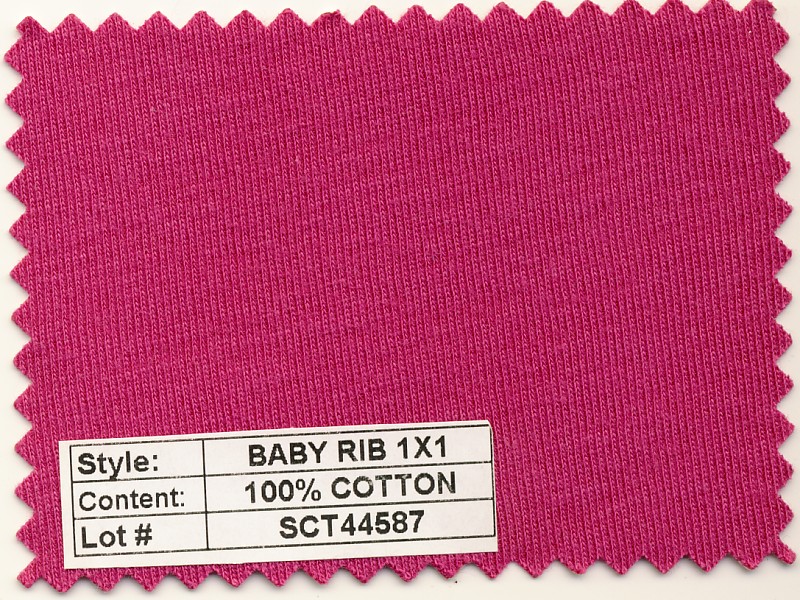 Style: BABY RIB 1X1
Content: 100% COTTON
Lot # SCT44587